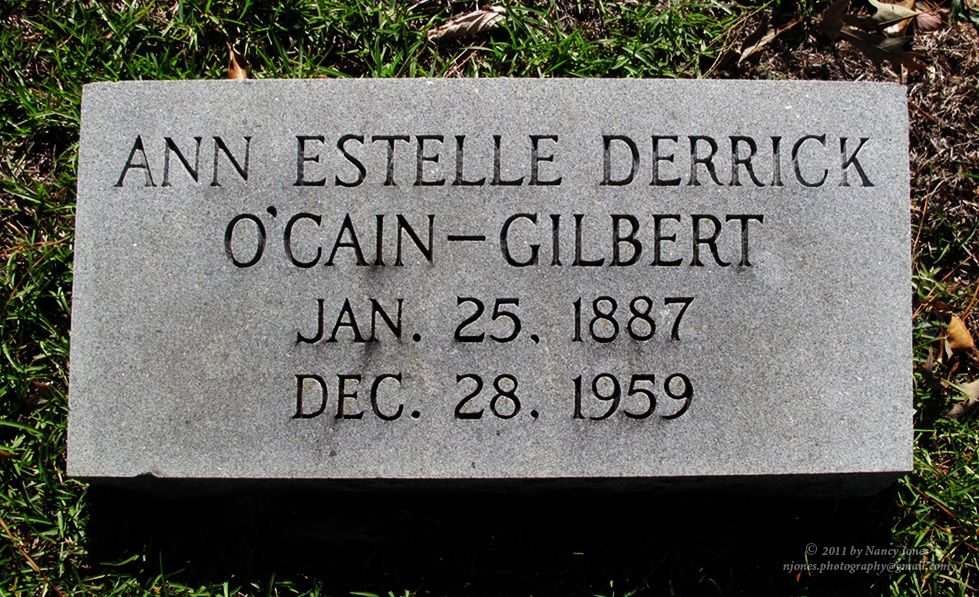 ANN ESTELLE DERRICK
O'CAIN-GILBERT
JAN. 25, 1887
DEC. 28, 1959
© 2011 by Nancy Jones
njones.photography@gmail.com